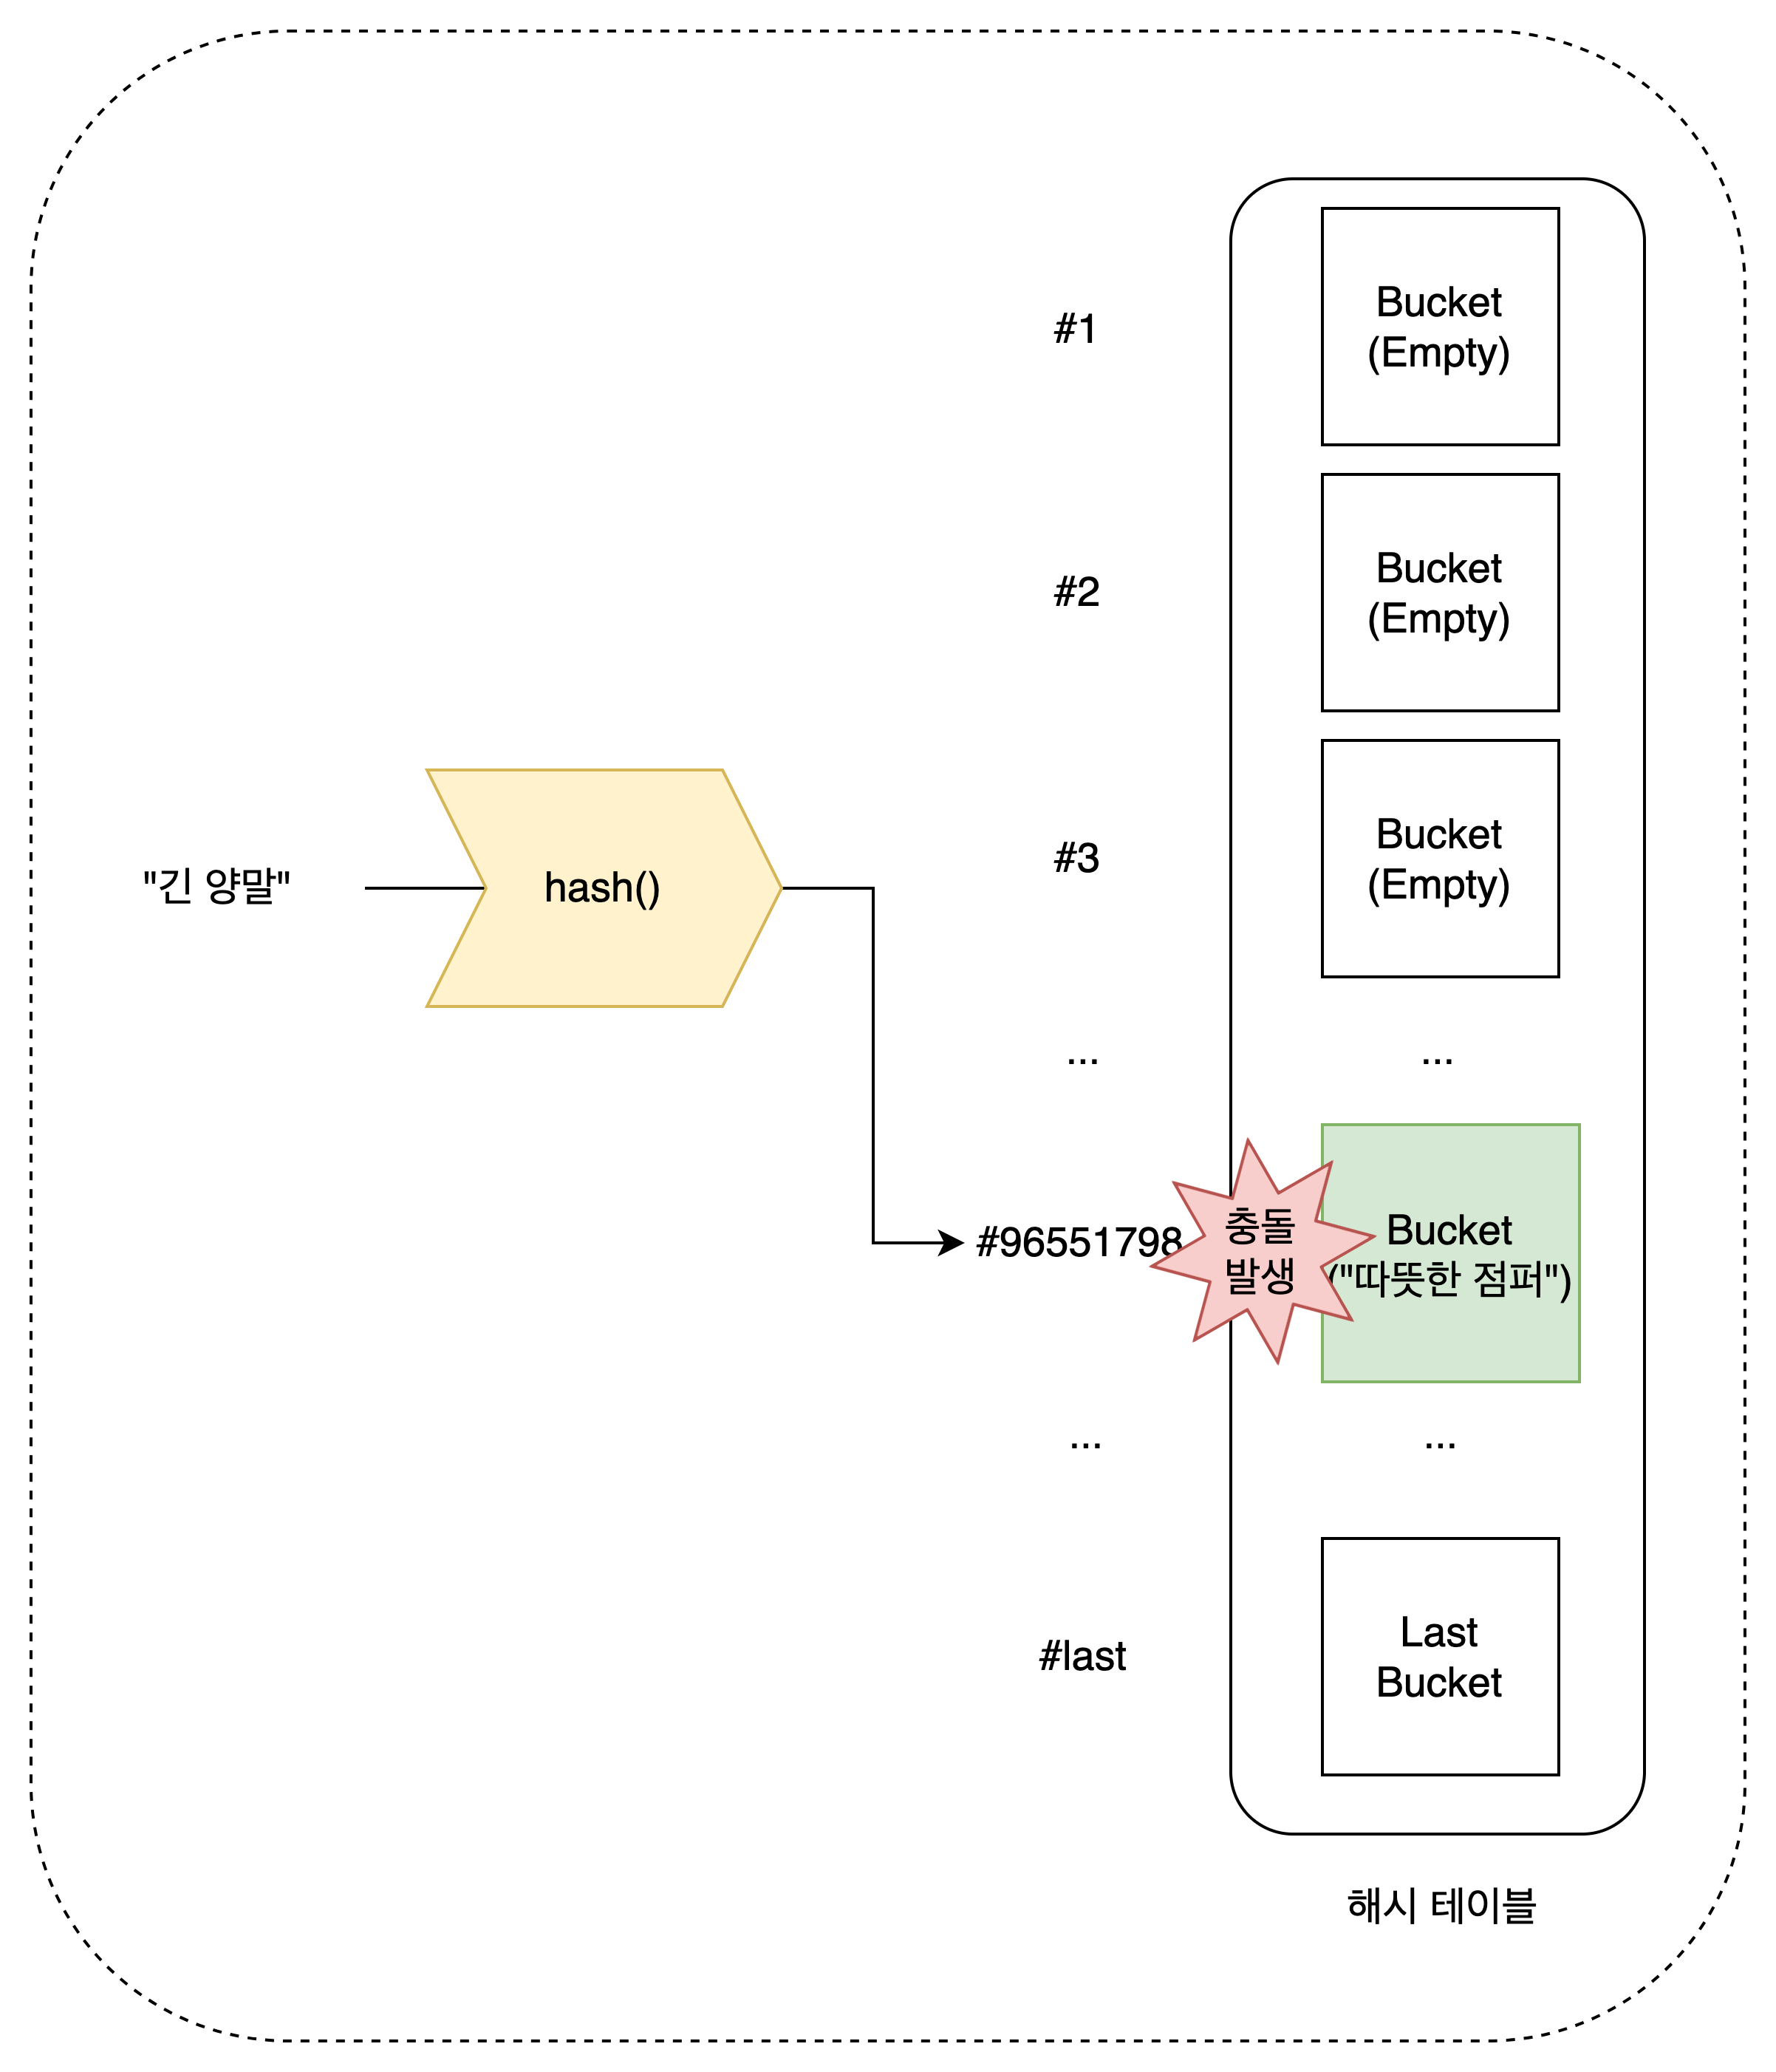 #1
Bucket
(Empty)
#2
Bucket
(Empty)
#3
Bucket
(Empty)
"긴 양말"
hash()
...
...
#96551798
충돌
발생
Bucket
("따뜻한 점퍼")
...
...
#last
Last
Bucket
해시 테이블